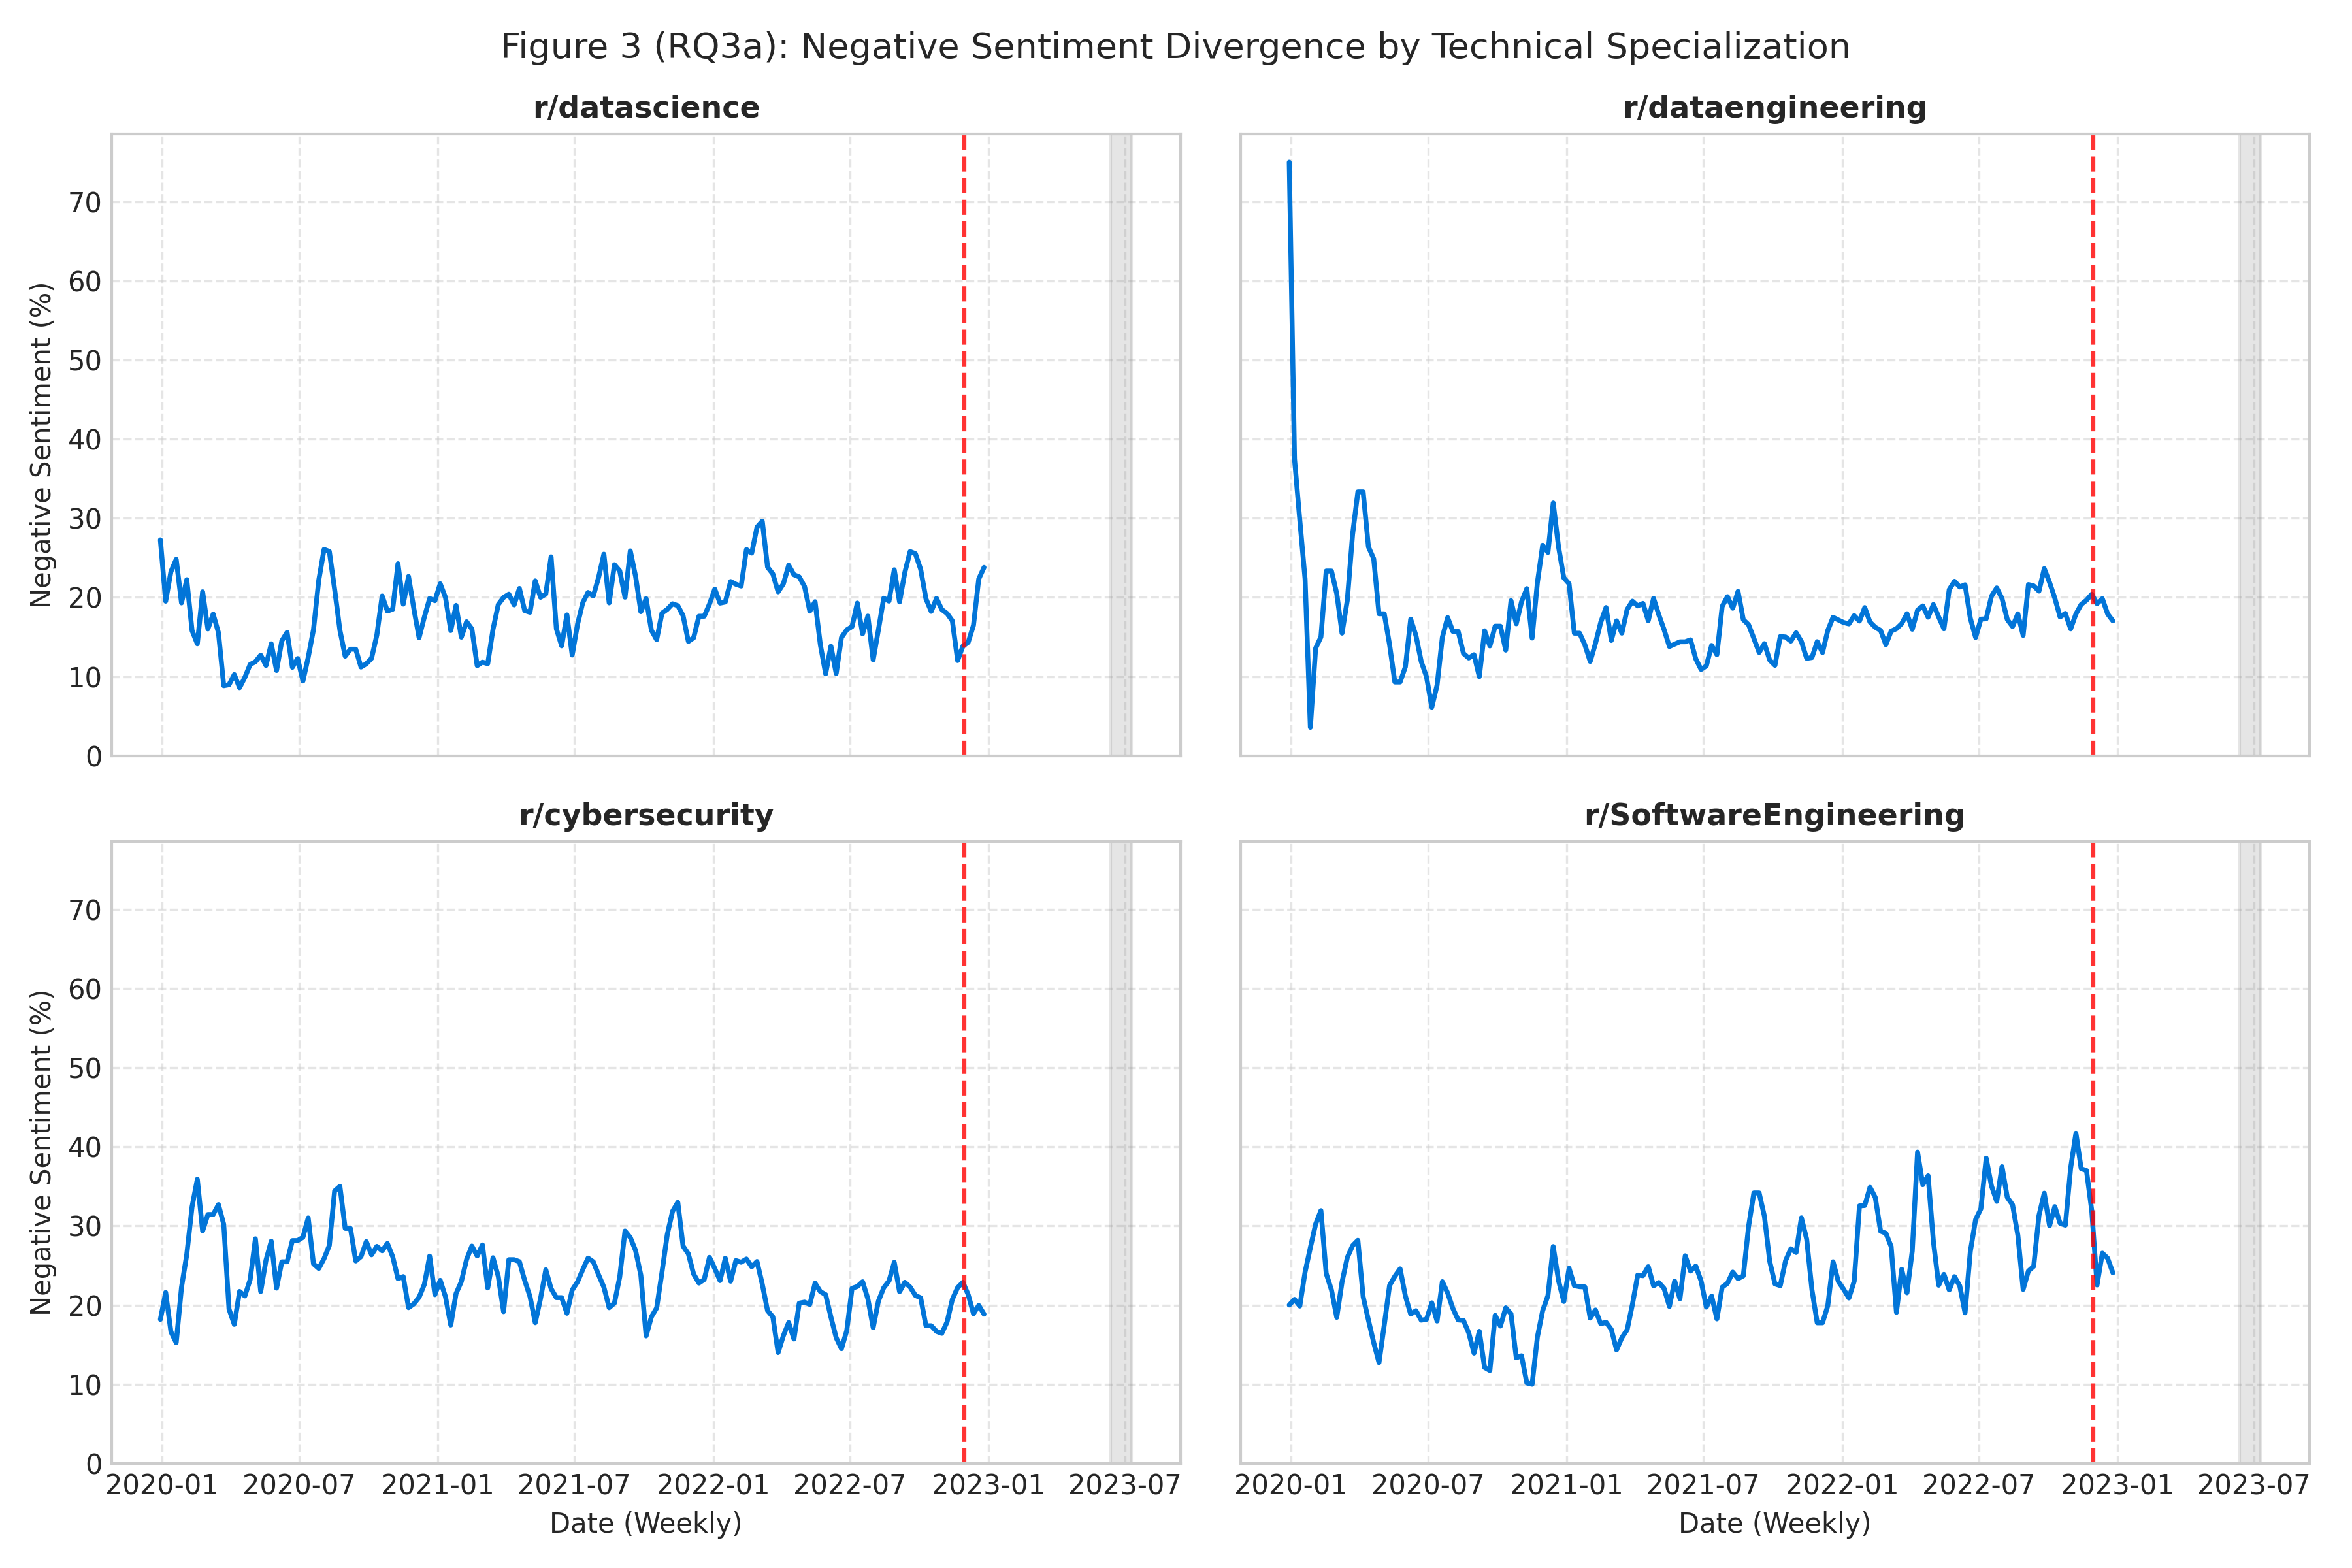 Figure 3 (RQ3a): Negative Sentiment Divergence by Technical Specialization
r/datascience
r/dataengineering
Negative Sentiment (%)
70
60
50
40
30
20
10
0
r/cybersecurity
r/SoftwareEngineering
Negative Sentiment (%)
70
60
50
40
30
20
10
0
2020-01 2020-07 2021-01 2021-07 2022-01 2022-07 2023-01 2023-07
2020-01 2020-07 2021-01 2021-07 2022-01 2022-07 2023-01 2023-07
Date (Weekly)
Date (Weekly)